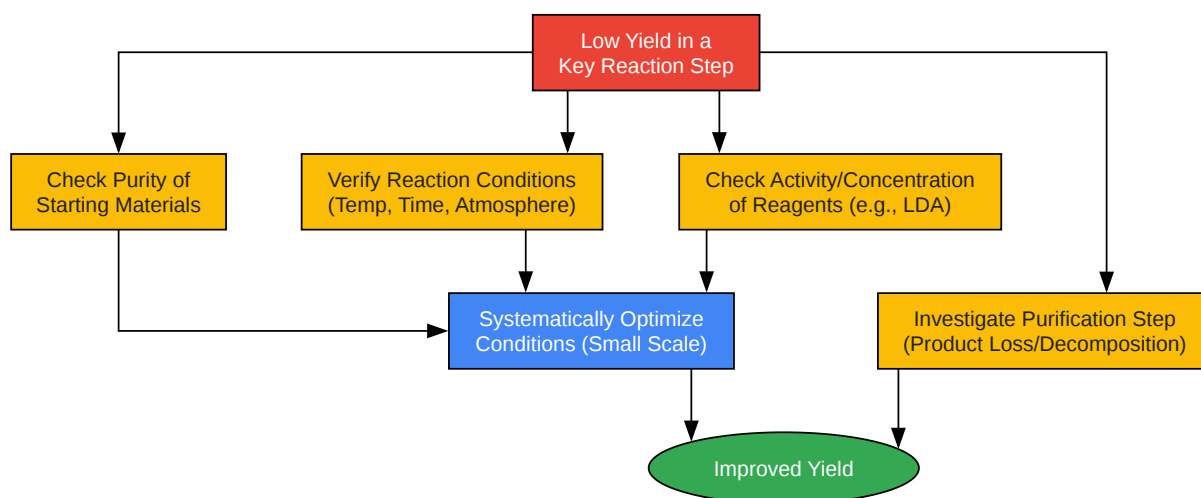 Low Yield in a
Key Reaction Step
Check Purity of
Starting Materials
Verify Reaction Conditions
(Temp, Time, Atmosphere)
Check Activity/Concentration
of Reagents (e.g., LDA)
Systematically Optimize
Conditions (Small Scale)
Investigate Purification Step
(Product Loss/Decomposition)
Improved Yield